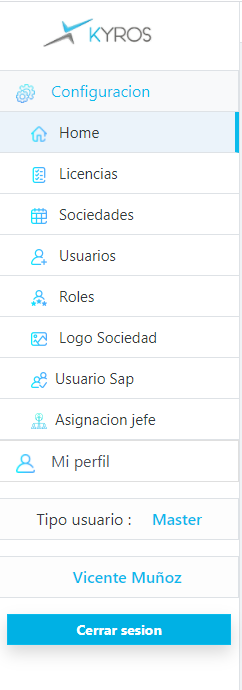 KYROS
Configuracion
Home
Licencias
Sociedades
Usuarios
Roles
Logo Sociedad
Usuario Sap
Asignacion jefe
Mi perfil
Tipo usuario : Master
Vicente Muñoz
Cerrar sesion